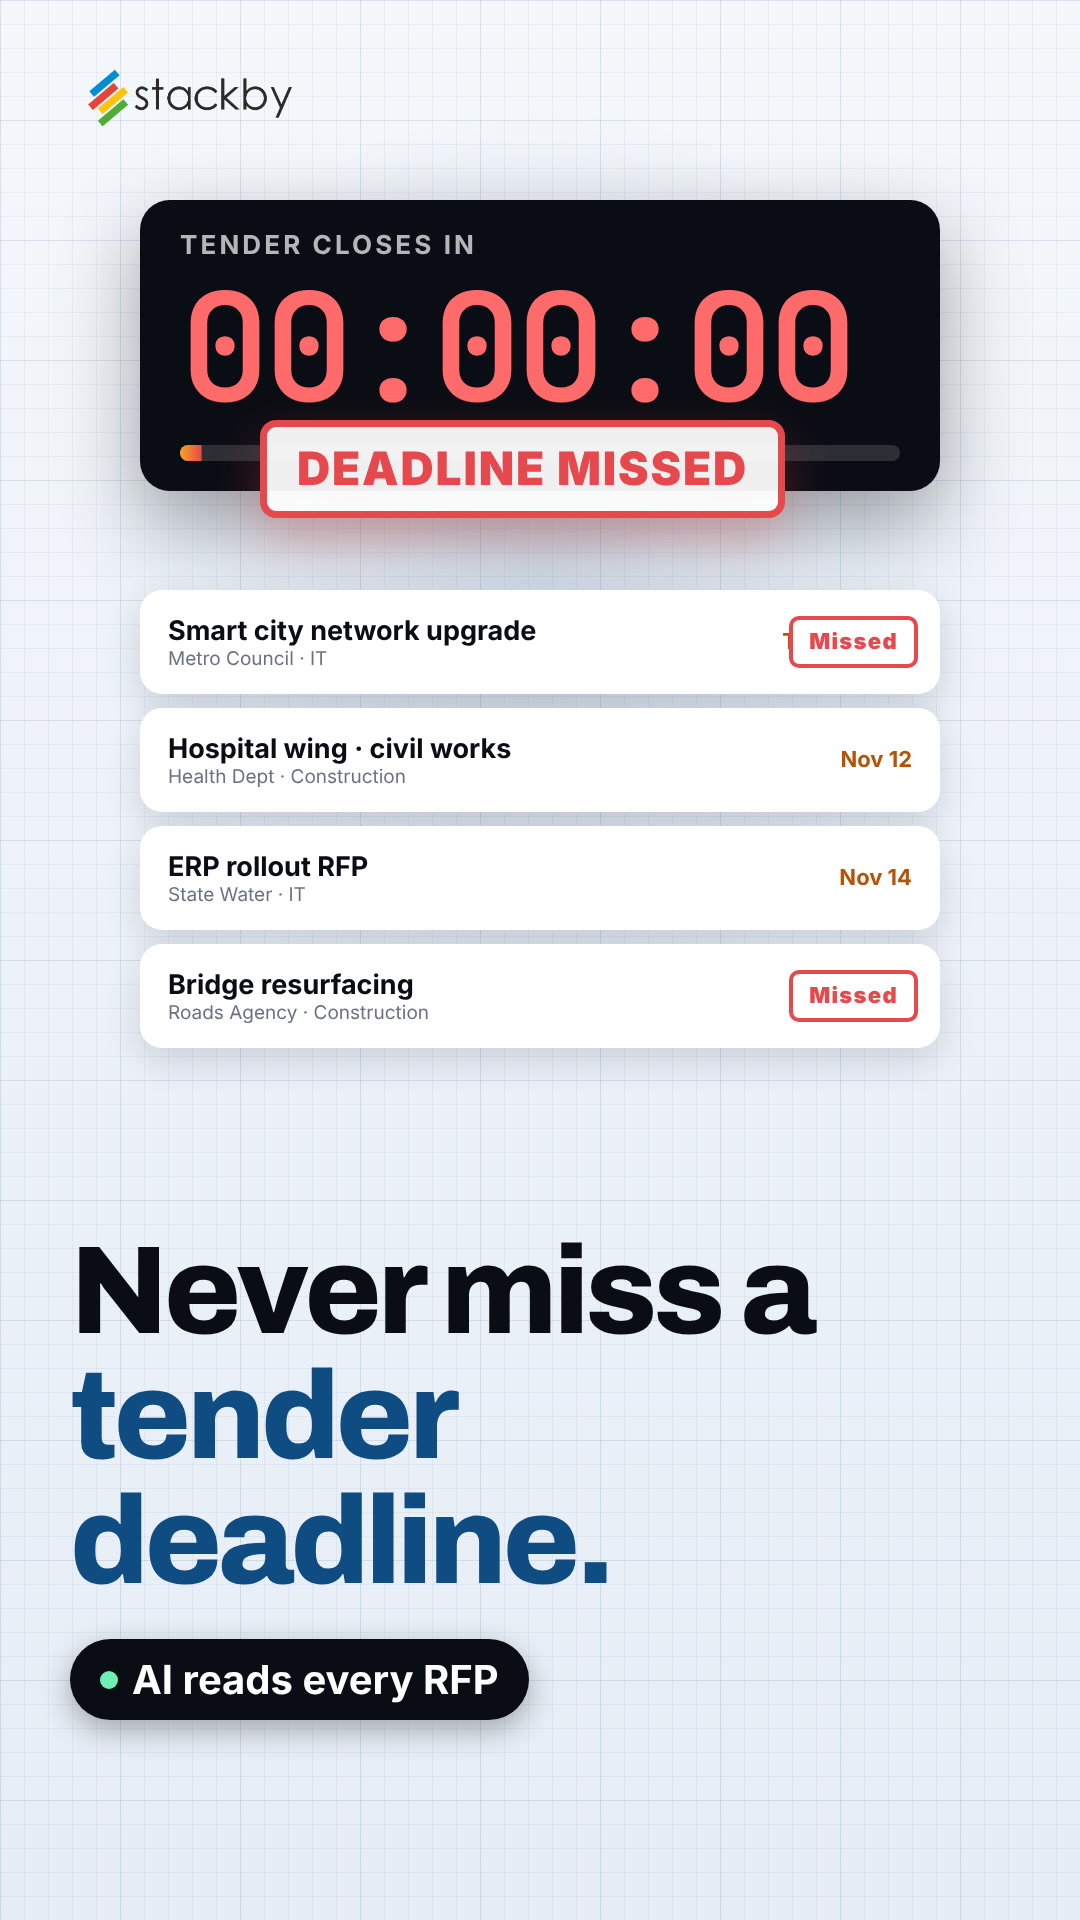 stackby
TENDER CLOSES IN
00:00:00
DEADLINE MISSED
Smart city network upgrade
Metro Council · IT
Missed
Hospital wing · civil works
Health Dept · Construction
Nov 12
ERP rollout RFP
State Water · IT
Nov 14
Bridge resurfacing
Roads Agency · Construction
Missed
Never miss a
tender
deadline.
AI reads every RFP